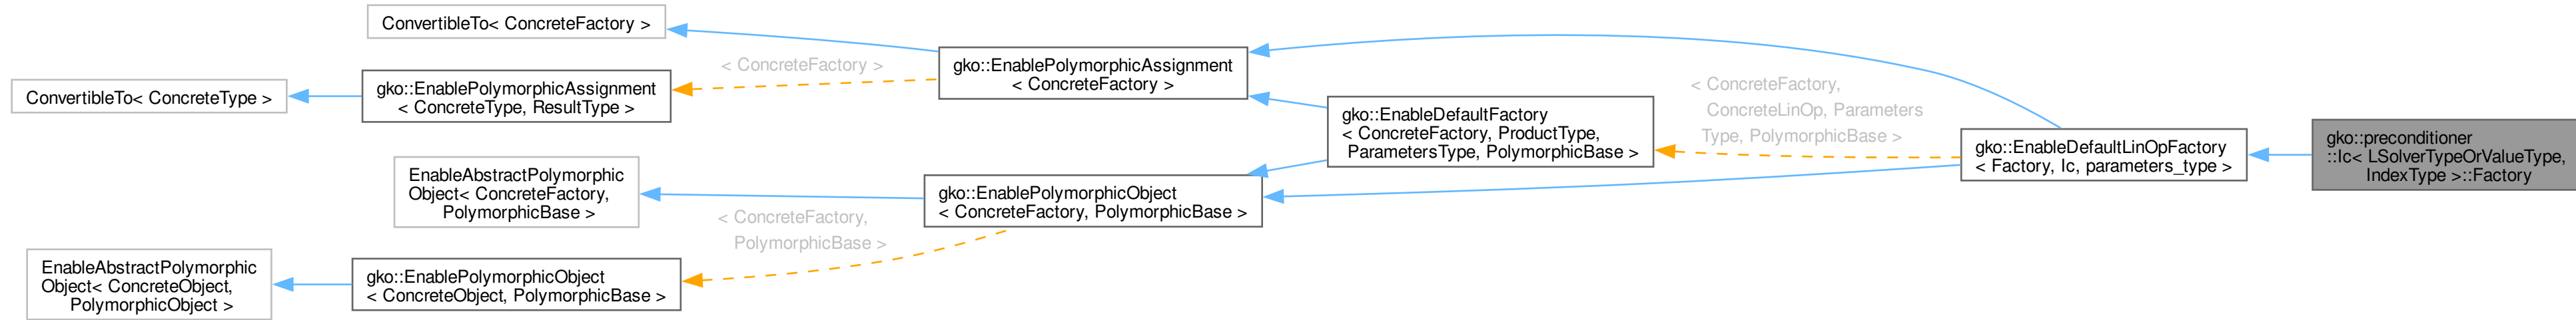 ConvertibleTo< ConcreteFactory >
ConvertibleTo< ConcreteType >
gko::EnablePolymorphicAssignment
< ConcreteType, ResultType >
< ConcreteFactory >
gko::EnablePolymorphicAssignment
< ConcreteFactory >
EnableAbstractPolymorphic
Object< ConcreteFactory,
PolymorphicBase >
EnableAbstractPolymorphic
Object< ConcreteObject,
PolymorphicObject >
gko::EnablePolymorphicObject
< ConcreteObject, PolymorphicBase >
< ConcreteFactory,
PolymorphicBase >
gko::EnablePolymorphicObject
< ConcreteFactory, PolymorphicBase >
gko::EnableDefaultFactory
< ConcreteFactory, ProductType,
ParametersType, PolymorphicBase >
< ConcreteFactory,
ConcreteLinOp, Parameters
Type, PolymorphicBase >
gko::EnableDefaultLinOpFactory
< Factory, Ic, parameters_type >
gko::preconditioner
::Ic< LSolverTypeOrValueType,
IndexType >::Factory